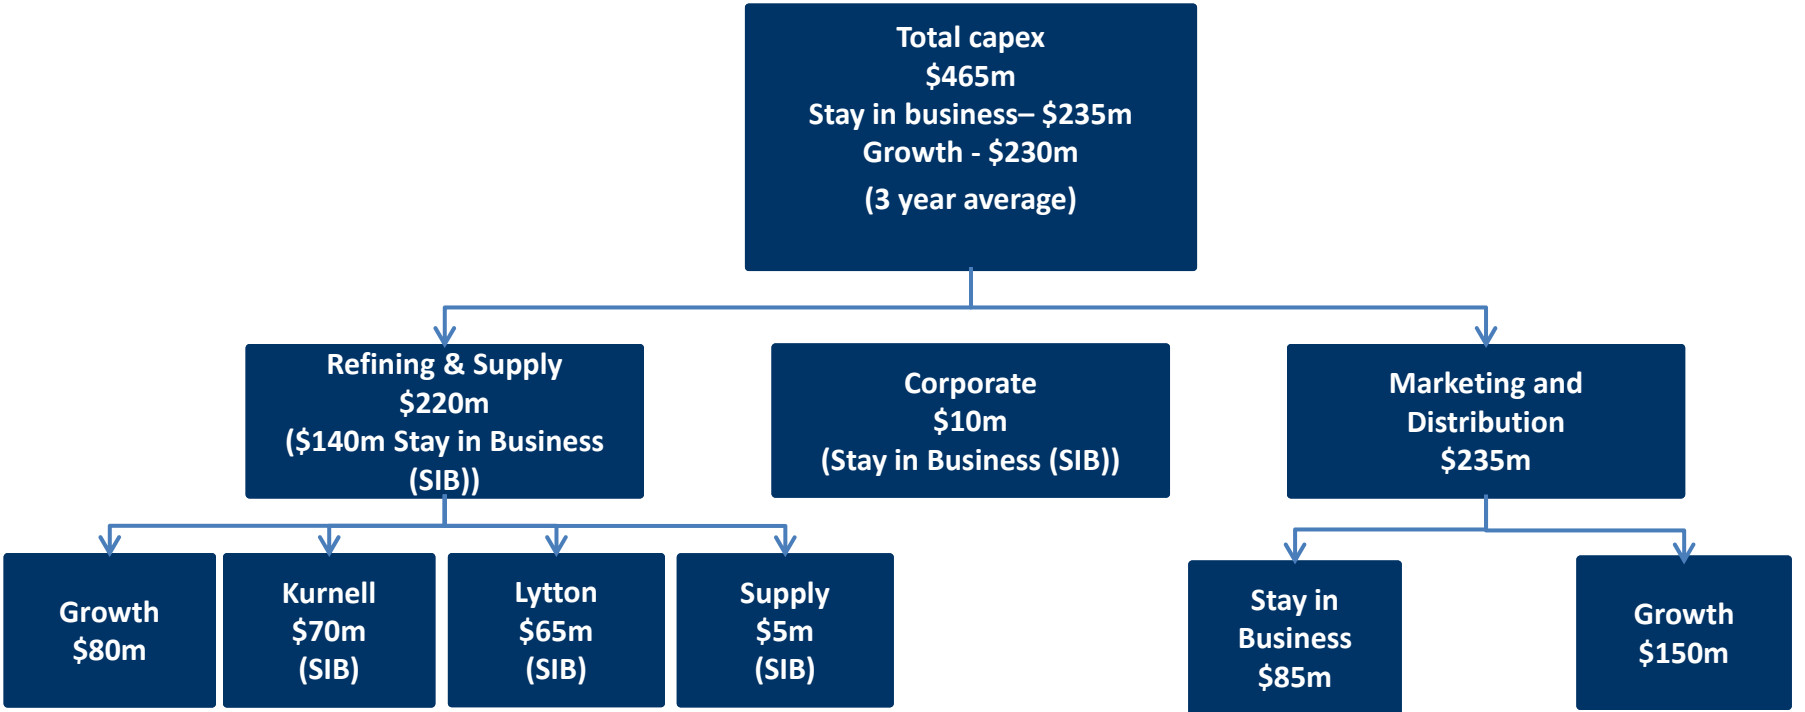 Total capex
$465m
Stay in business– $235m
Growth - $230m
(3 year average)
Refining & Supply
$220m
($140m Stay in Business
(SIB))
Corporate
$10m
(Stay in Business (SIB))
Marketing and
Distribution
$235m
Growth
$80m
Kurnell
$70m
(SIB)
Lytton
$65m
(SIB)
Supply
$5m
(SIB)
Stay in
Business
$85m
Growth
$150m